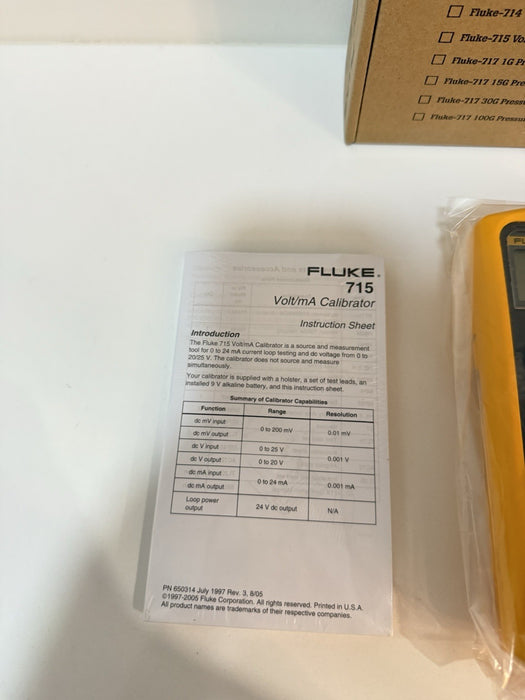 Fluke-714
Fluke-715 Vo
Fluke-717 1G Pr
Fluke-717 15G Pre
Fluke-717 30G Pressu
Fluke-717 100G Pressur
FLUKE®
715
Volt/mA Calibrator
Instruction Sheet
Introduction
The Fluke 715 Volt/mA Calibrator is a source and measurement
tool for 0 to 24 mA current loop testing and dc voltage from 0 to
20/25 V. The calibrator does not source and measure
simultaneously.
Your calibrator is supplied with a holster, a set of test leads, an
installed 9 V alkaline battery, and this instruction sheet.
Summary of Calibrator Capabilities
Function Range Resolution
dc mV input
0 to 200 mV 0.01 mV
dc mV output
dc V input 0 to 25 V
0.001 V
dc V output 0 to 20 V
dc mA input
0 to 24 mA 0.001 mA
dc mA output
Loop power
output 24 V dc output N/A
PN 650314 July 1997 Rev. 3, 8/05
©1997-2005 Fluke Corporation. All rights reserved. Printed in U.S.A.
All product names are trademarks of their respective companies.